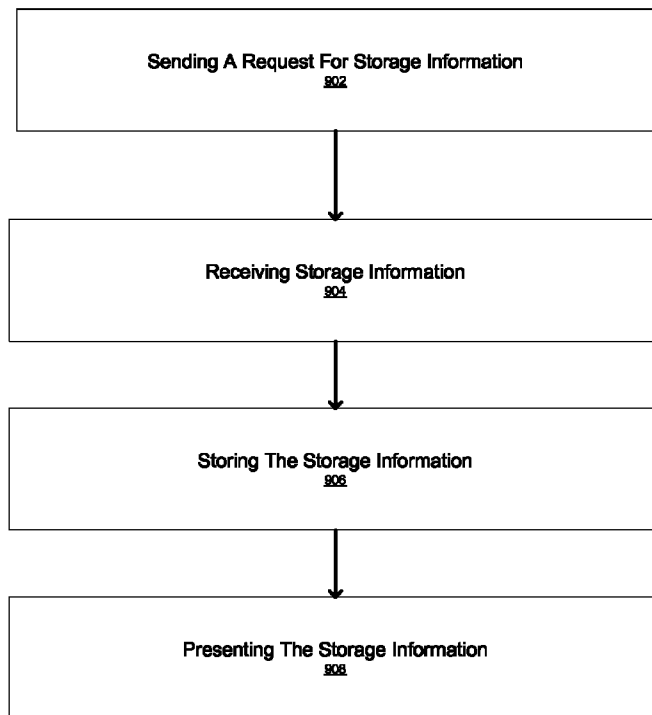 Sending A Request For Storage Information
902
Receiving Storage Information
904
Storing The Storage Information
906
Presenting The Storage Information
908